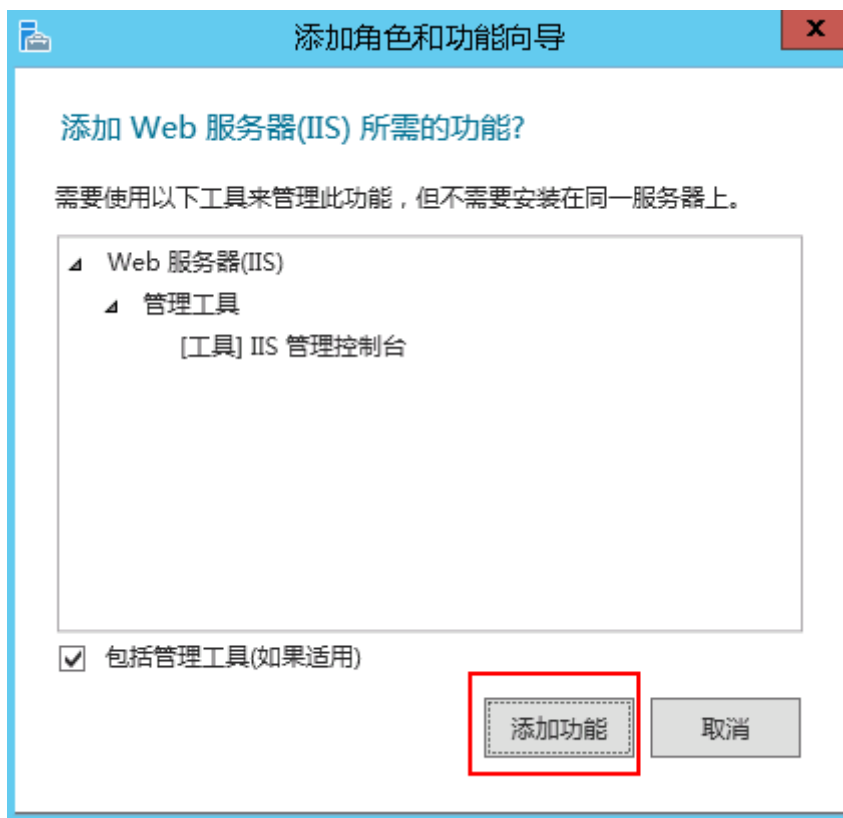 添加角色和功能向导
x
添加 Web 服务器(IIS) 所需的功能?
需要使用以下工具来管理此功能，但不需要安装在同一服务器上。
Web 服务器(IIS)
管理工具
[工具] IIS 管理控制台
包括管理工具(如果适用)
添加功能 取消